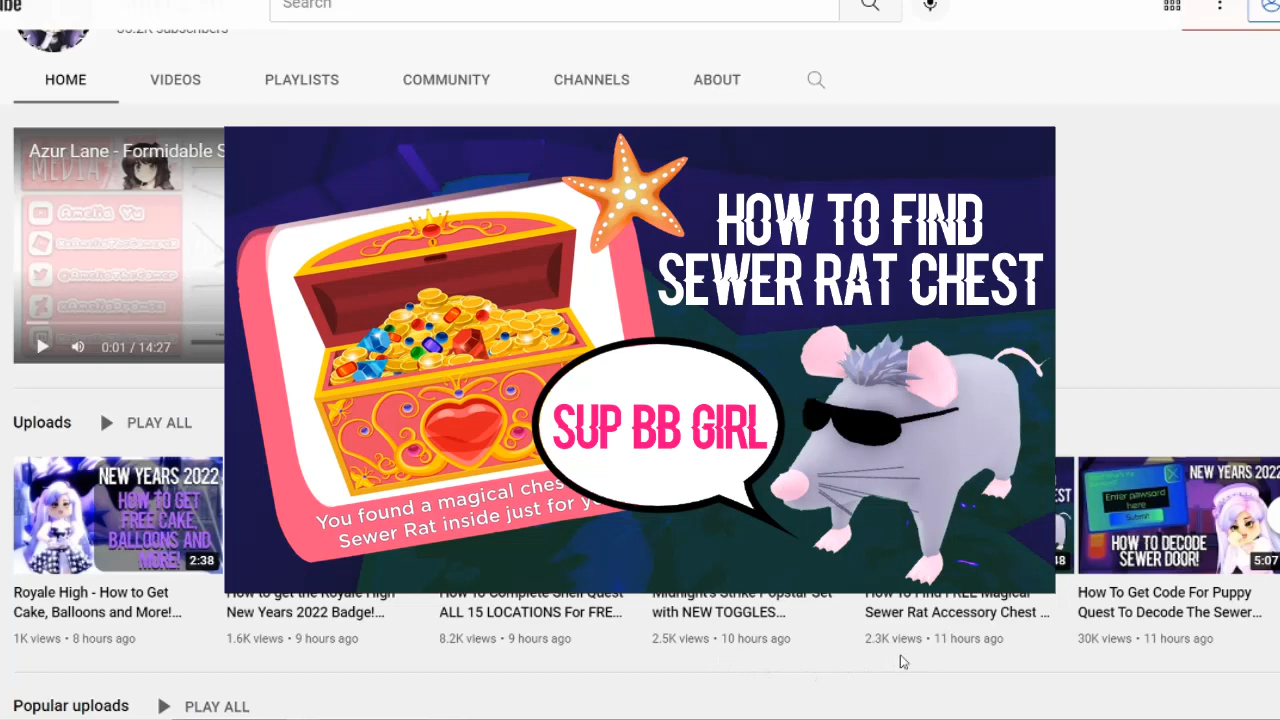 Search
HOME VIDEOS PLAYLISTS COMMUNITY CHANNELS ABOUT
Azur Lane - Formidable S
MEDIA
Amelia Yu
0:01 / 14:27
HOW TO FIND
SEWER RAT CHEST
SUP BB GIRL
You found a magical ches
Sewer Rat inside just for
Uploads PLAY ALL
NEW YEARS 2022
HOW TO GET
FREE CAKE,
BALLOONS AND
MORE!
2:38
Royale High - How to Get
Cake, Balloons and More!...
1K views • 8 hours ago
How to get the Royale High
New Years 2022 Badge!...
1.6K views • 9 hours ago
How To Complete Shell Quest
ALL 15 LOCATIONS For FRE...
8.2K views • 9 hours ago
Midnight's Strike Popstar Set
with NEW TOGGLES...
2.5K views • 10 hours ago
How To Find FREE Magical
Sewer Rat Accessory Chest ...
2.3K views • 11 hours ago
NEW YEARS 2022
Enter
here
Submit
HOW TO DECODE
SEWER DOOR!
5:07
How To Get Code For Puppy
Quest To Decode The Sewer...
30K views • 11 hours ago
Popular uploads PLAY ALL